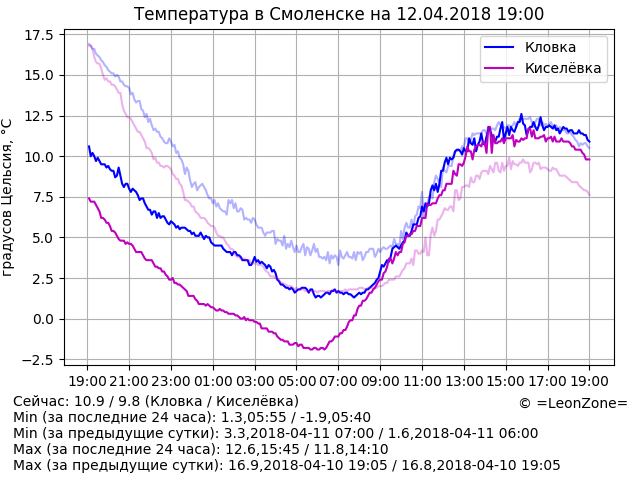 Температура в Смоленске на 12.04.2018 19:00
17.5
15.0
12.5
10.0
7.5
5.0
2.5
0.0
−2.5
градусов Цельсия, °C
Кловка
Киселёвка
19:00 21:00 23:00 01:00 03:00 05:00 07:00 09:00 11:00 13:00 15:00 17:00 19:00
Сейчас: 10.9 / 9.8 (Кловка / Киселёвка)
© =LeonZone=
Min (за последние 24 часа): 1.3,05:55 / -1.9,05:40
Min (за предыдущие сутки): 3.3,2018-04-11 07:00 / 1.6,2018-04-11 06:00
Max (за последние 24 часа): 12.6,15:45 / 11.8,14:10
Max (за предыдущие сутки): 16.9,2018-04-10 19:05 / 16.8,2018-04-10 19:05